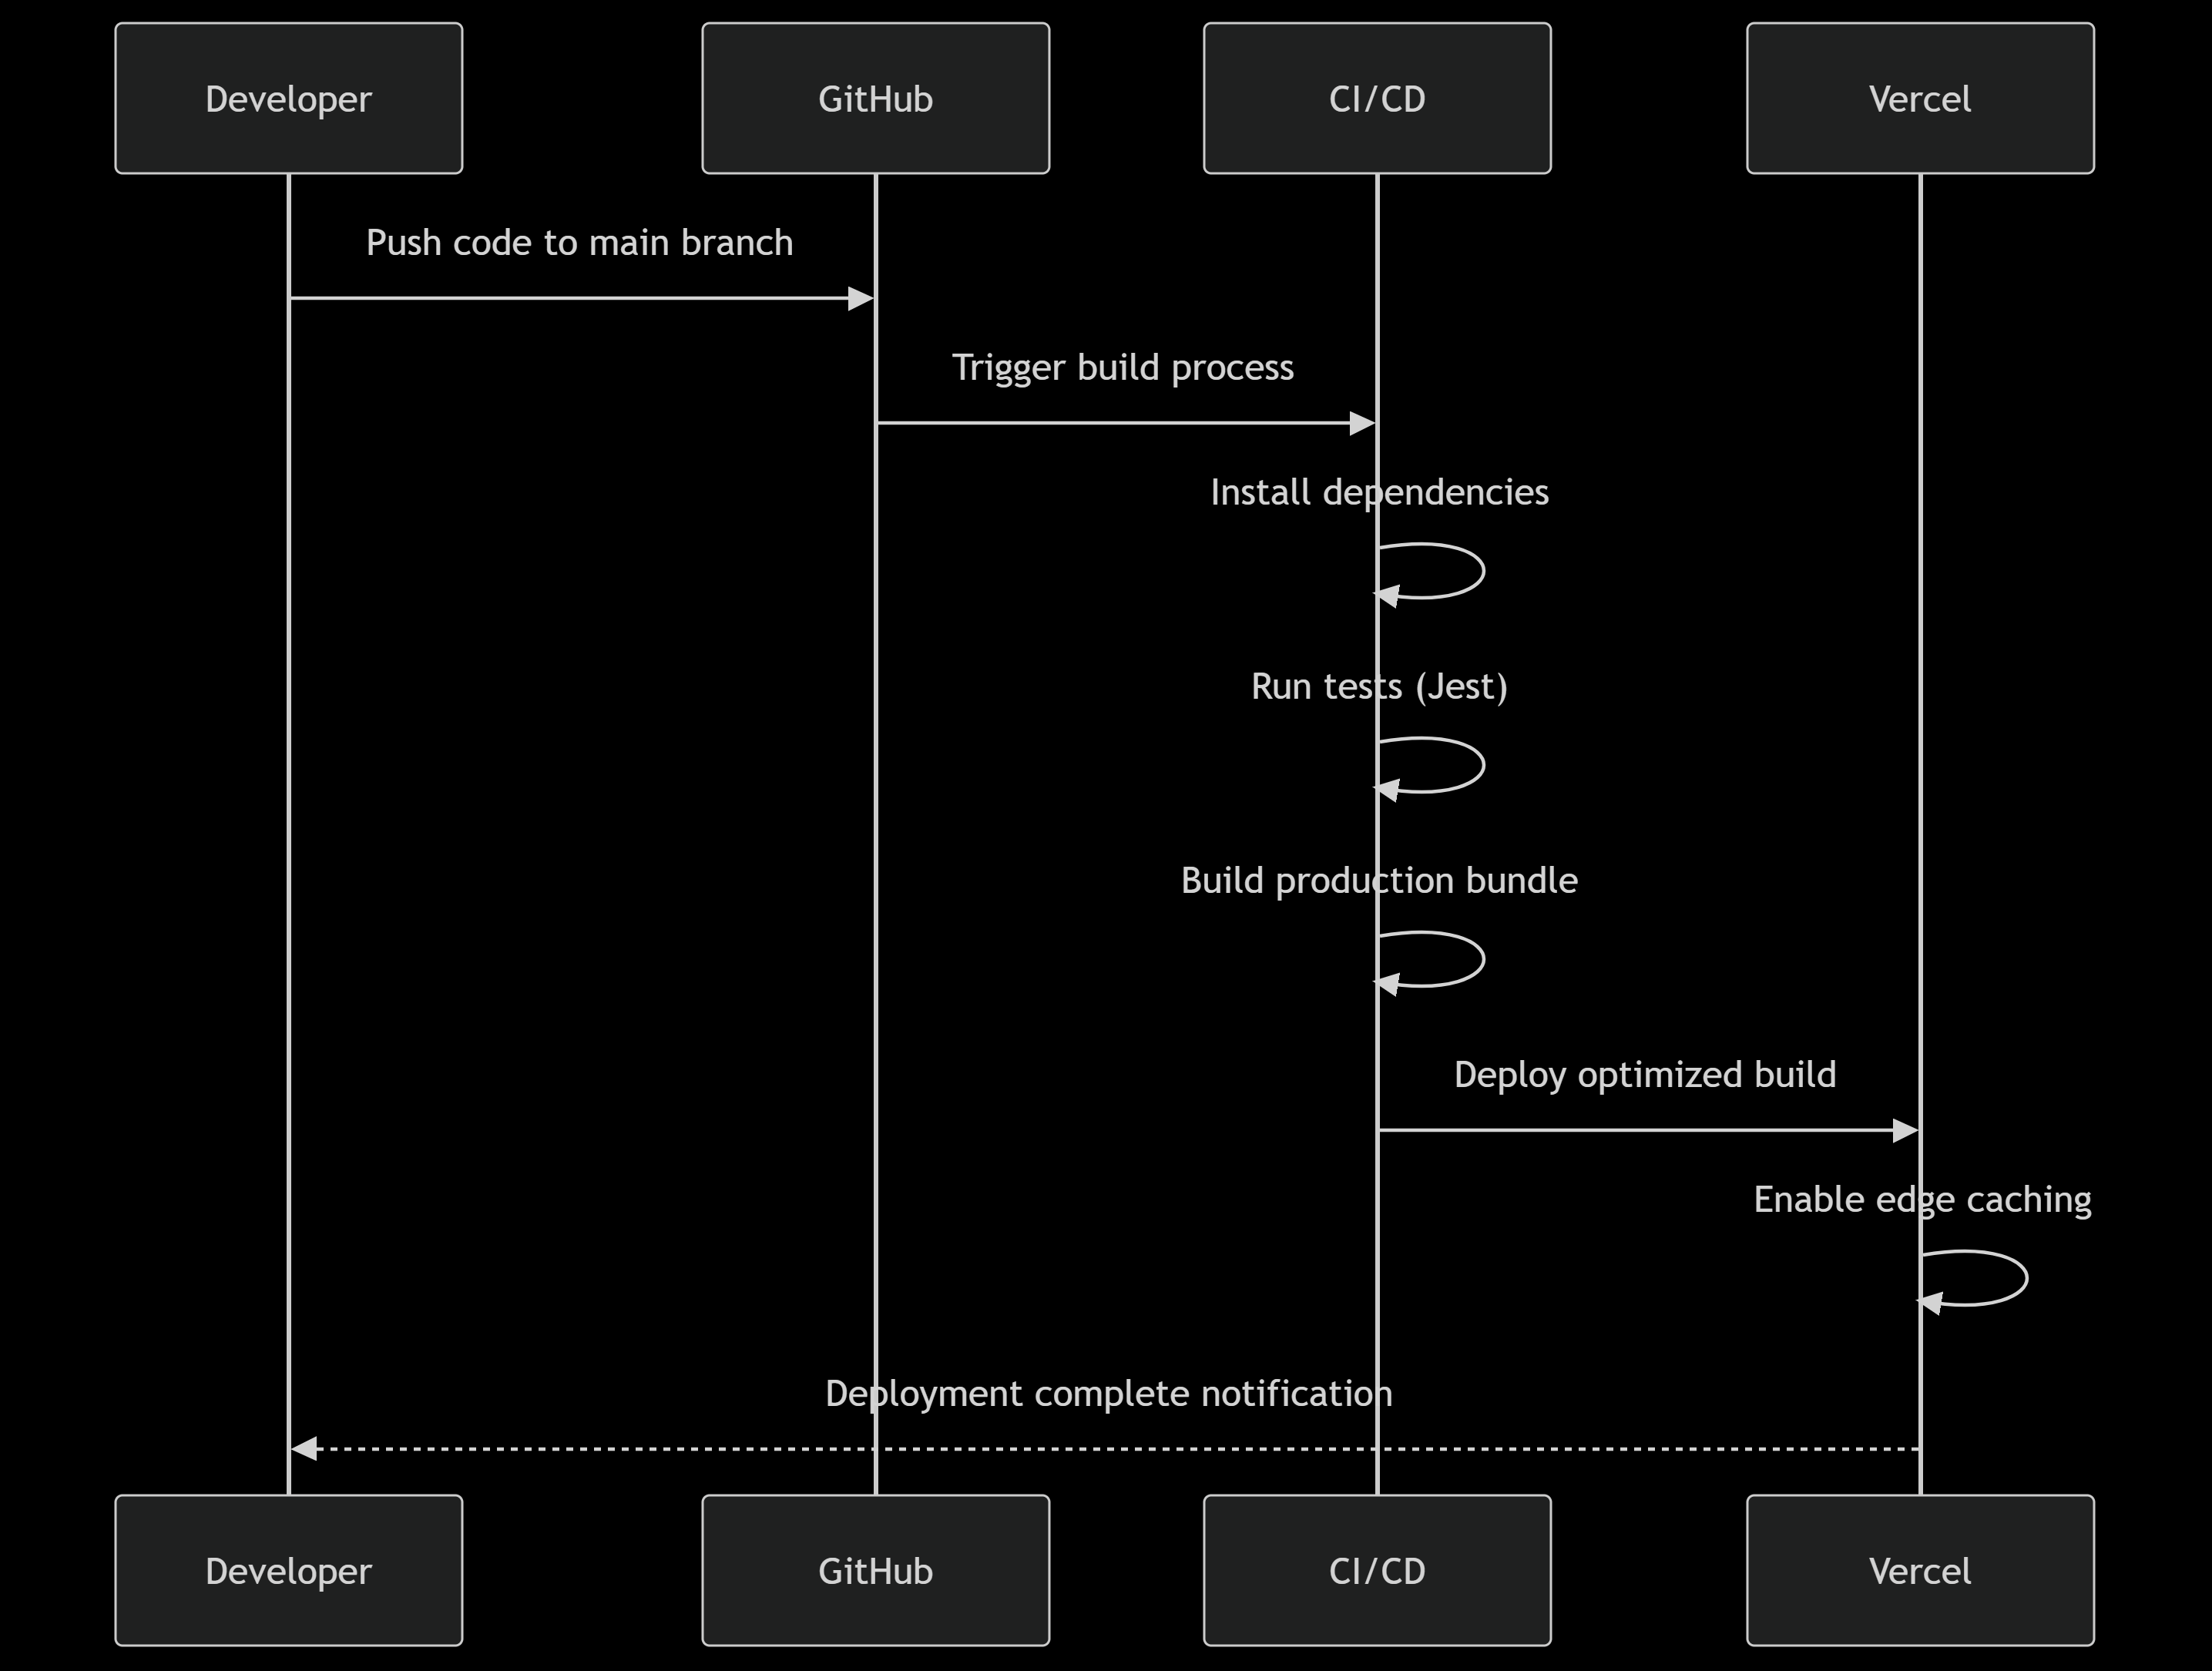 Developer
GitHub
CI/CD
Vercel
Push code to main branch
Trigger build process
Install dependencies
Run tests (Jest)
Build production bundle
Deploy optimized build
Enable edge caching
Deployment complete notification
Developer
GitHub
CI/CD
Vercel